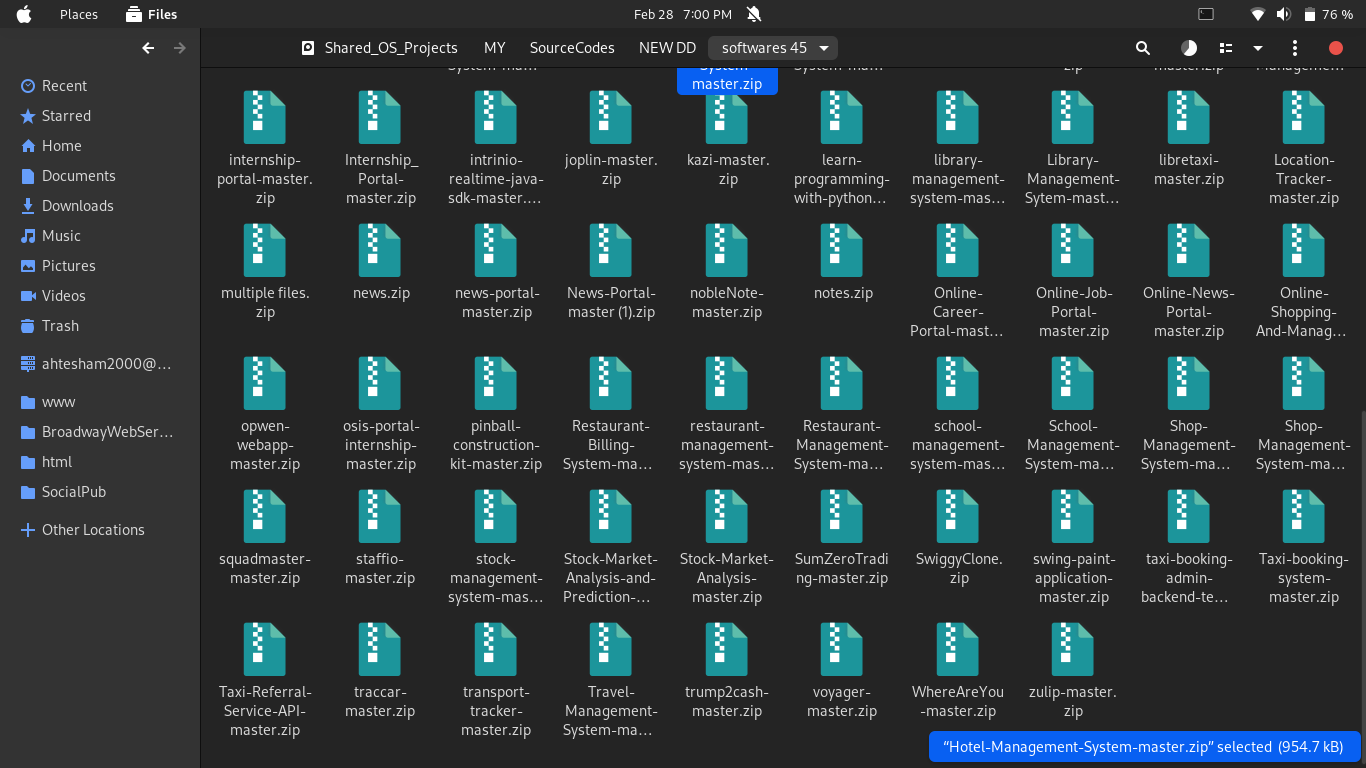 Places Files Feb 28 7:00 PM 76 %
Shared_OS_Projects MY SourceCodes NEW DD softwares 45
Recent
Starred
Home
Documents
Downloads
Music
Pictures
Videos
Trash
ahtesham2000@...
www
BroadwayWebSer...
html
SocialPub
Other Locations
master.zip
internship-
portal-master.
zip
Internship_
Portal-
master.zip
intrinio-
realtime-java-
sdk-master....
joplin-master.
zip
kazi-master.
zip
learn-
programming-
with-python...
library-
management-
system-mas...
Library-
Management-
Sytem-mast...
libretaxi-
master.zip
Location-
Tracker-
master.zip
multiple files.
zip
news.zip
news-portal-
master.zip
News-Portal-
master (1).zip
nobleNote-
master.zip
notes.zip
Online-
Career-
Portal-mast...
Online-Job-
Portal-
master.zip
Online-News-
Portal-
master.zip
Online-
Shopping-
And-Manag...
opwen-
webapp-
master.zip
osis-portal-
internship-
master.zip
pinball-
construction-
kit-master.zip
Restaurant-
Billing-
System-ma...
restaurant-
management-
system-mas...
Restaurant-
Management-
System-ma...
school-
management-
system-mas...
School-
Management-
System-ma...
Shop-
Management-
System-ma...
Shop-
Management-
System-ma...
squadmaster-
master.zip
staffio-
master.zip
stock-
management-
system-mas...
Stock-Market-
Analysis-and-
Prediction-...
Stock-Market-
Analysis-
master.zip
SumZeroTradi
ng-master.zip
SwiggyClone.
zip
swing-paint-
application-
master.zip
taxi-booking-
admin-
backend-te...
Taxi-booking-
system-
master.zip
Taxi-Referral-
Service-API-
master.zip
traccar-
master.zip
transport-
tracker-
master.zip
Travel-
Management-
System-ma...
trump2cash-
master.zip
voyager-
master.zip
WhereAreYou
-master.zip
zulip-master.
zip
“Hotel-Management-System-master.zip” selected (954.7 kB)